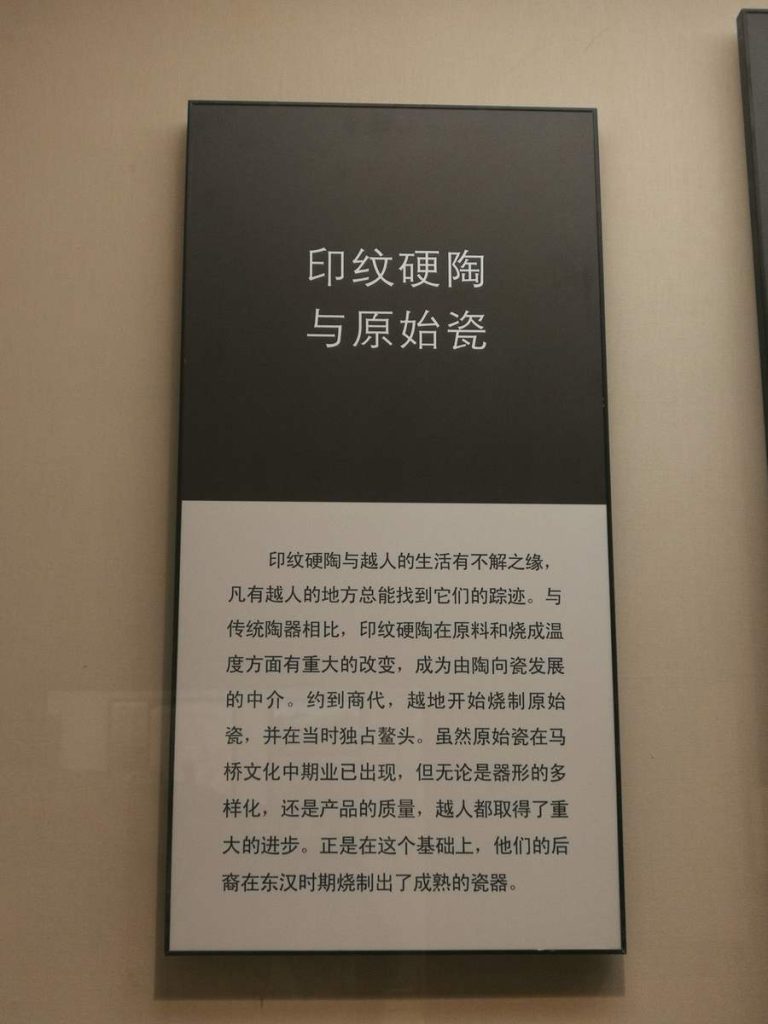 印纹硬陶
与原始瓷
印纹硬陶与越人的生活有不解之缘，
凡有越人的地方总能找到它们的踪迹。与
传统陶器相比，印纹硬陶在原料和烧成温
度方面有重大的改变，成为由陶向瓷发展
的中介。约到商代，越地开始烧制原始
瓷，并在当时独占鳌头。虽然原始瓷在马
桥文化中期业已出现，但无论是器形的多
样化，还是产品的质量，越人都取得了重
大的进步。正是在这个基础上，他们的后
裔在东汉时期烧制出了成熟的瓷器。